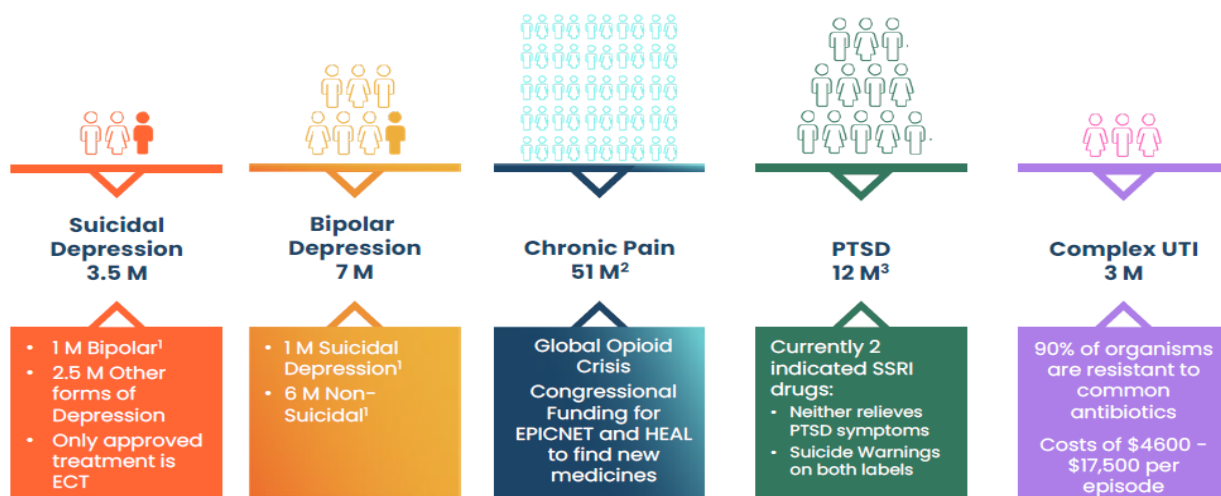 Suicidal
Depression
3.5 M
• 1 M Bipolar¹
• 2.5 M Other
forms of
Depression
• Only approved
treatment is
ECT
Bipolar
Depression
7 M
• 1 M Suicidal
Depression¹
• 6 M Non-
Suicidal¹
Chronic Pain
51 M²
Global Opioid
Crisis
Congressional
Funding for
EPICNET and HEAL
to find new
medicines
PTSD
12 M³
Currently 2
indicated SSRI
drugs:
• Neither relieves
PTSD symptoms
• Suicide Warnings
on both labels
Complex UTI
3 M
90% of organisms
are resistant to
common
antibiotics
Costs of $4600 -
$17,500 per
episode